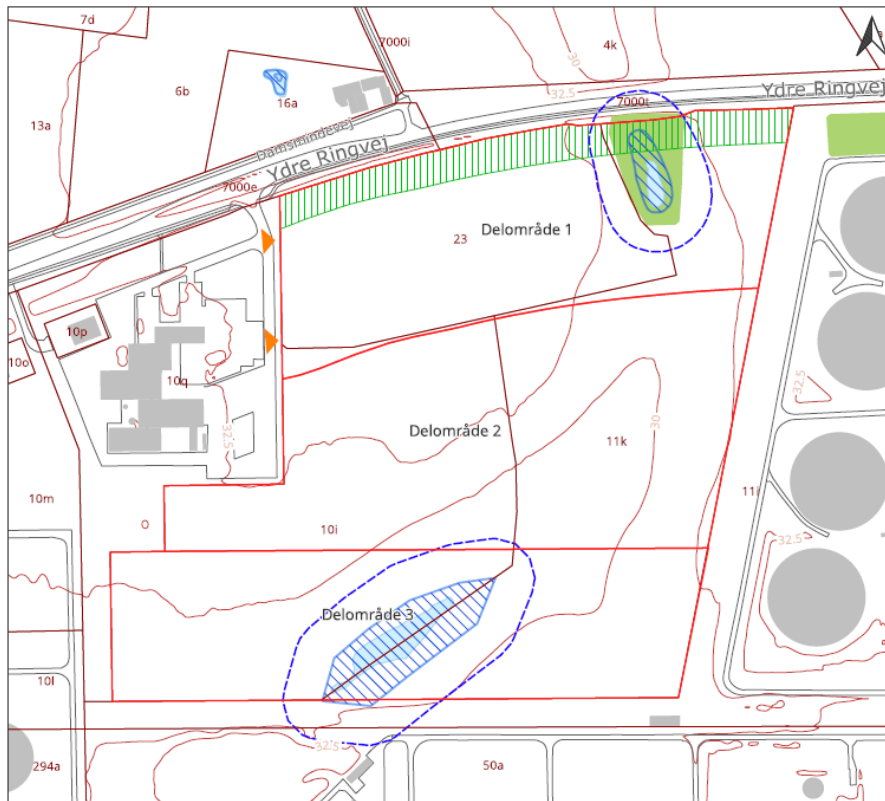 7d
7000i
4k
30
6b
32.5
16a
13a
7000t
Ydre Ringvej
Damsmindevej
Ydre Ringvej
7000e
23
Delområde 1
10p
10o
10q
32.5
32.5
Delområde 2
30
11k
10m
10i
32.5
Delområde 3
10l
32.5
294a
50a